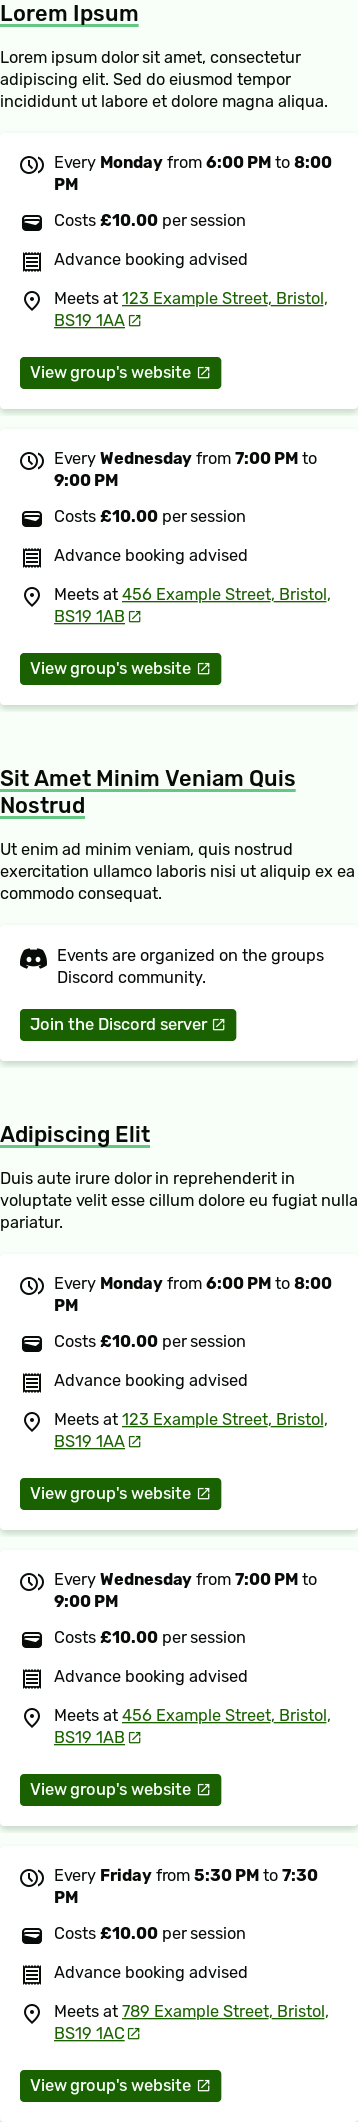 Lorem Ipsum
Lorem ipsum dolor sit amet, consectetur
adipiscing elit. Sed do eiusmod tempor
incididunt ut labore et dolore magna aliqua.
Every Monday from 6:00 PM to 8:00
PM
Costs £10.00 per session
Advance booking advised
Meets at 123 Example Street, Bristol,
BS19 1AA
View group's website
Every Wednesday from 7:00 PM to
9:00 PM
Costs £10.00 per session
Advance booking advised
Meets at 456 Example Street, Bristol,
BS19 1AB
View group's website
Sit Amet Minim Veniam Quis
Nostrud
Ut enim ad minim veniam, quis nostrud
exercitation ullamco laboris nisi ut aliquip ex ea
commodo consequat.
Events are organized on the groups
Discord community.
Join the Discord server
Adipiscing Elit
Duis aute irure dolor in reprehenderit in
voluptate velit esse cillum dolore eu fugiat nulla
pariatur.
Every Monday from 6:00 PM to 8:00
PM
Costs £10.00 per session
Advance booking advised
Meets at 123 Example Street, Bristol,
BS19 1AA
View group's website
Every Wednesday from 7:00 PM to
9:00 PM
Costs £10.00 per session
Advance booking advised
Meets at 456 Example Street, Bristol,
BS19 1AB
View group's website
Every Friday from 5:30 PM to 7:30
PM
Costs £10.00 per session
Advance booking advised
Meets at 789 Example Street, Bristol,
BS19 1AC
View group's website